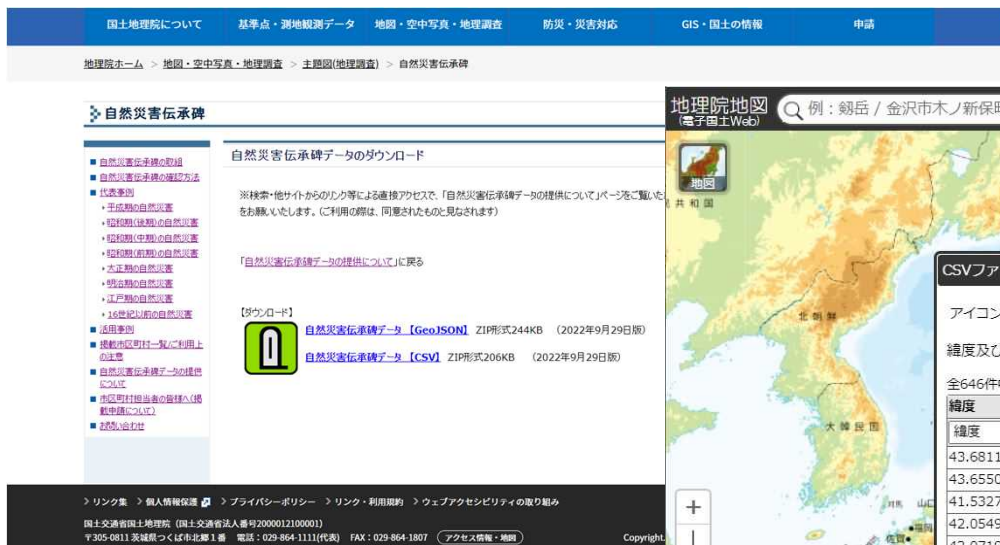 国土地理院について
基準点・測地観測データ
地図・空中写真・地理調査
防災・災害対応
GIS・国土の情報
申請
地理院ホーム > 地図・空中写真・地理調査 > 主題図(地理調査) > 自然災害伝承碑
自然災害伝承碑
自然災害伝承碑の取組
自然災害伝承碑の確認方法
代表事例
平成期の自然災害
昭和期(後期)の自然災害
昭和期(中期)の自然災害
昭和期(前期)の自然災害
大正期の自然災害
明治期の自然災害
江戸期の自然災害
16世紀以前の自然災害
活用事例
掲載市区町村一覧/ご利用上
の注意
自然災害伝承碑データの提供
について
市区町村担当者の皆様へ(掲
載申請について)
お問い合わせ
自然災害伝承碑データのダウンロード
※検索・他サイトからのリンク等による直接アクセスで、「自然災害伝承碑データの提供について」ページをご覧いた
をお願いいたします。(ご利用の際は、同意されたものと見なされます)
「自然災害伝承碑データの提供について」に戻る
【ダウンロード】
自然災害伝承碑データ 【GeoJSON】 ZIP形式244KB (2022年9月29日版)
自然災害伝承碑データ 【CSV】 ZIP形式206KB (2022年9月29日版)
地理院地図
(電子国土Web)
例：剱岳 / 金沢市木ノ新保町
地図
共和国
北朝鮮
大韓民国
対馬
福岡
佐賀
CSVファ
アイコン
緯度及び
全646件
緯度
緯度
43.6811
43.6550
41.5327
42.0549
+
> リンク集 > 個人情報保護 > プライバシーポリシー > リンク・利用規約 > ウェブアクセシビリティの取り組み
国土交通省国土地理院 (国土交通省法人番号2000012100001)
〒305-0811 茨城県つくば市北郷1番 電話：029-864-1111(代表) FAX：029-864-1807 アクセス情報・地図
Copyright.